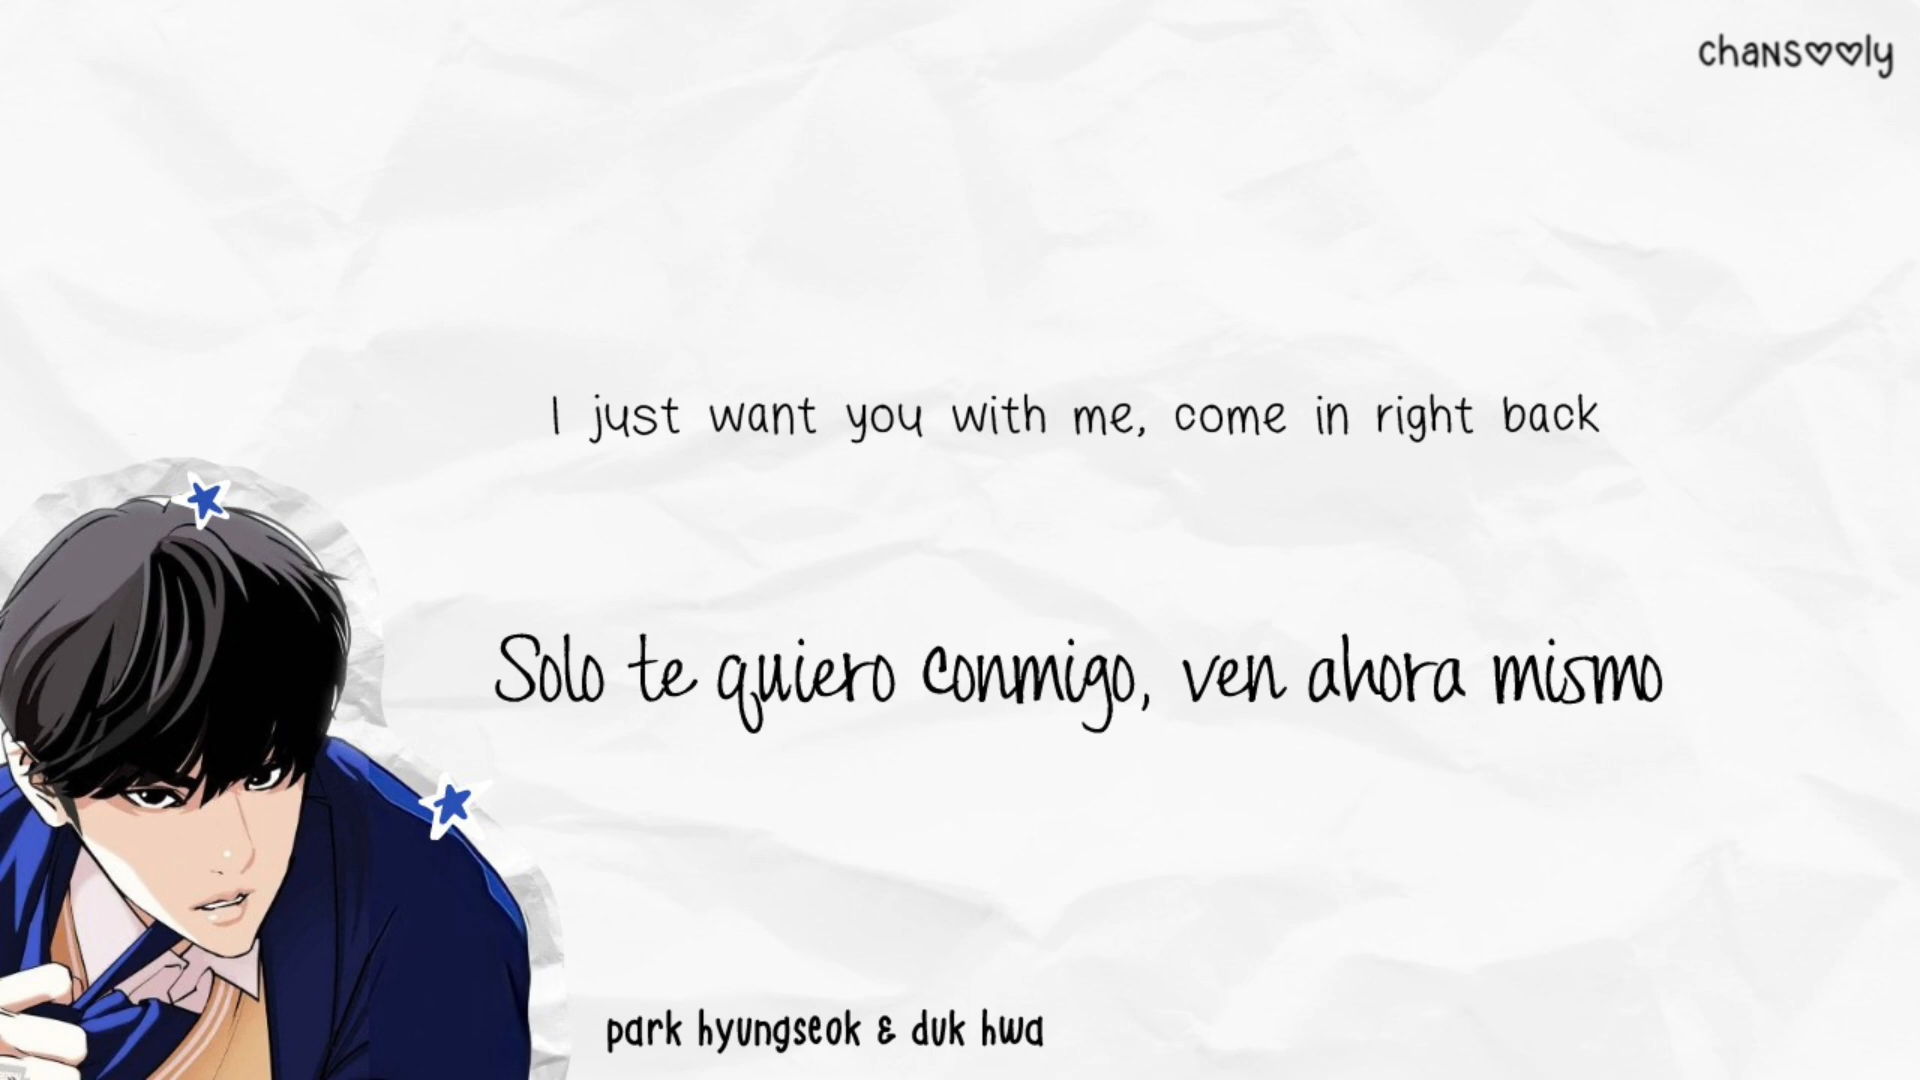 chans♡♡ly
I just want you with me, come in right back
Solo te quiero conmigo, ven ahora mismo
park hyungseok & duk hwa